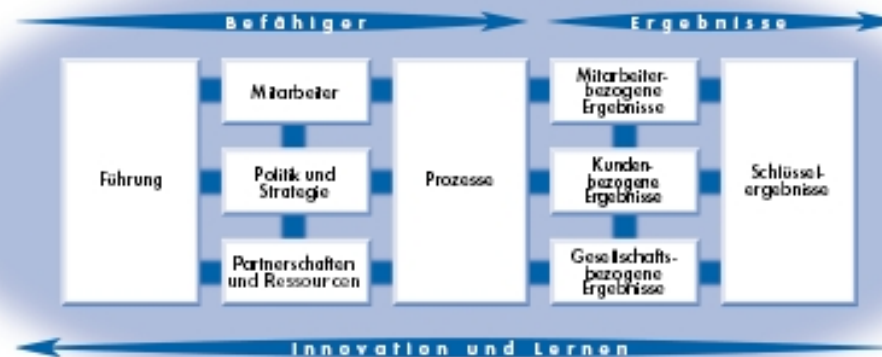 Befähiger
Ergebnisse
Führung
Mitarbeiter
Politik und
Strategie
Partnerschaften
und Ressourcen
Prozesse
Mitarbeiter-
bezogene
Ergebnisse
Kunden-
bezogene
Ergebnisse
Gesellschafts-
bezogene
Ergebnisse
Schlüssel-
ergebnisse
Innovation und Lernen